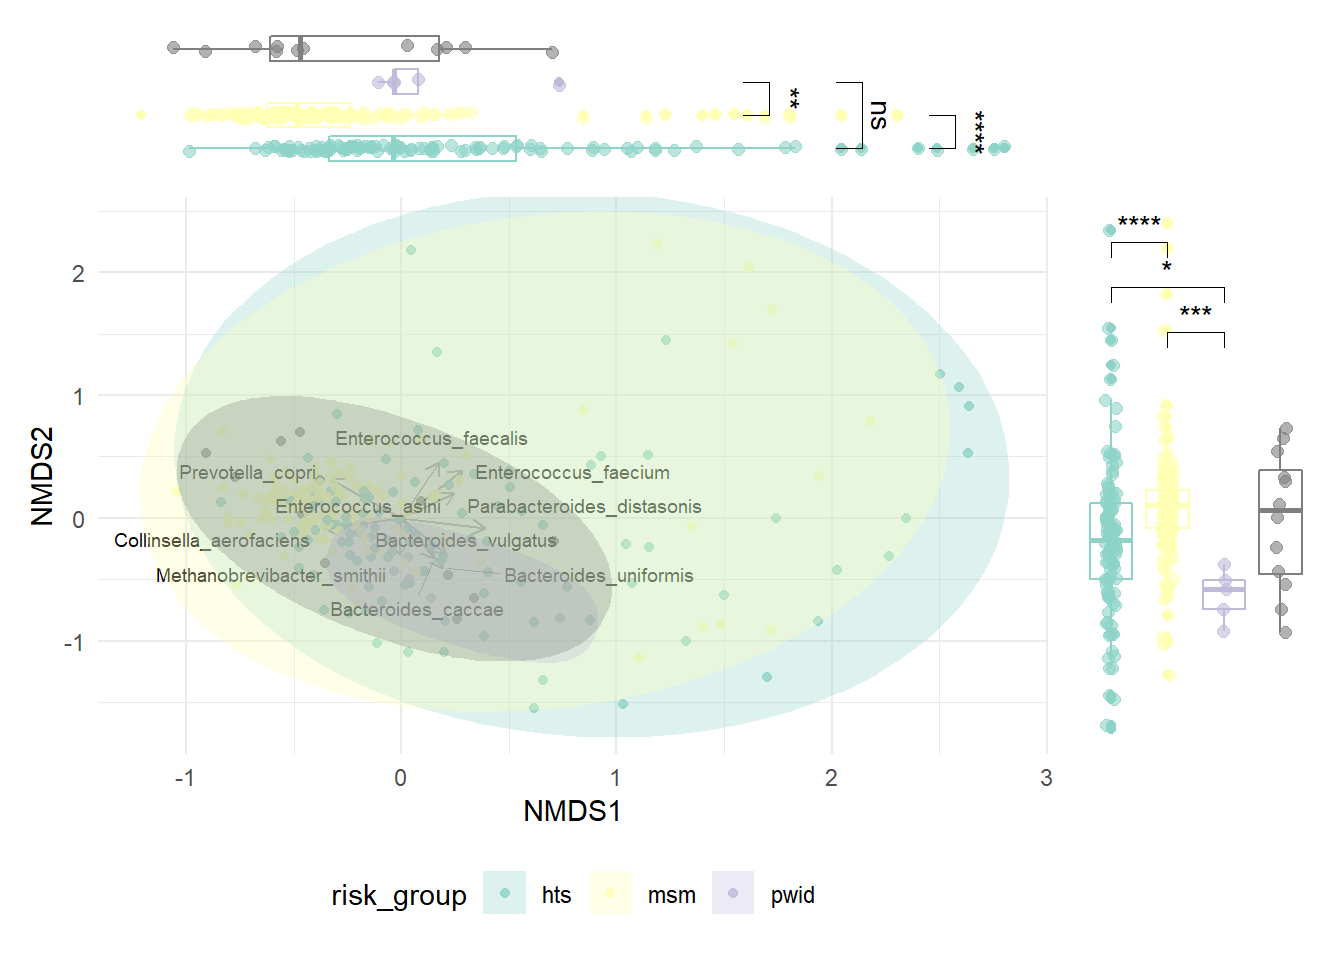 **
ns
****
****
*
***
2
1
0
-1
NMDS2
Enterococcus_faecalis
Prevotella_copri
Enterococcus_faecium
Enterococcus_asini
Parabacteroides_distasonis
Collinsella_aerofaciens
Bacteroides_vulgatus
Methanobrevibacter_smithii
Bacteroides_uniformis
Bacteroides_caccae
-1 0 1 2 3
NMDS1
risk_group hts msm pwid